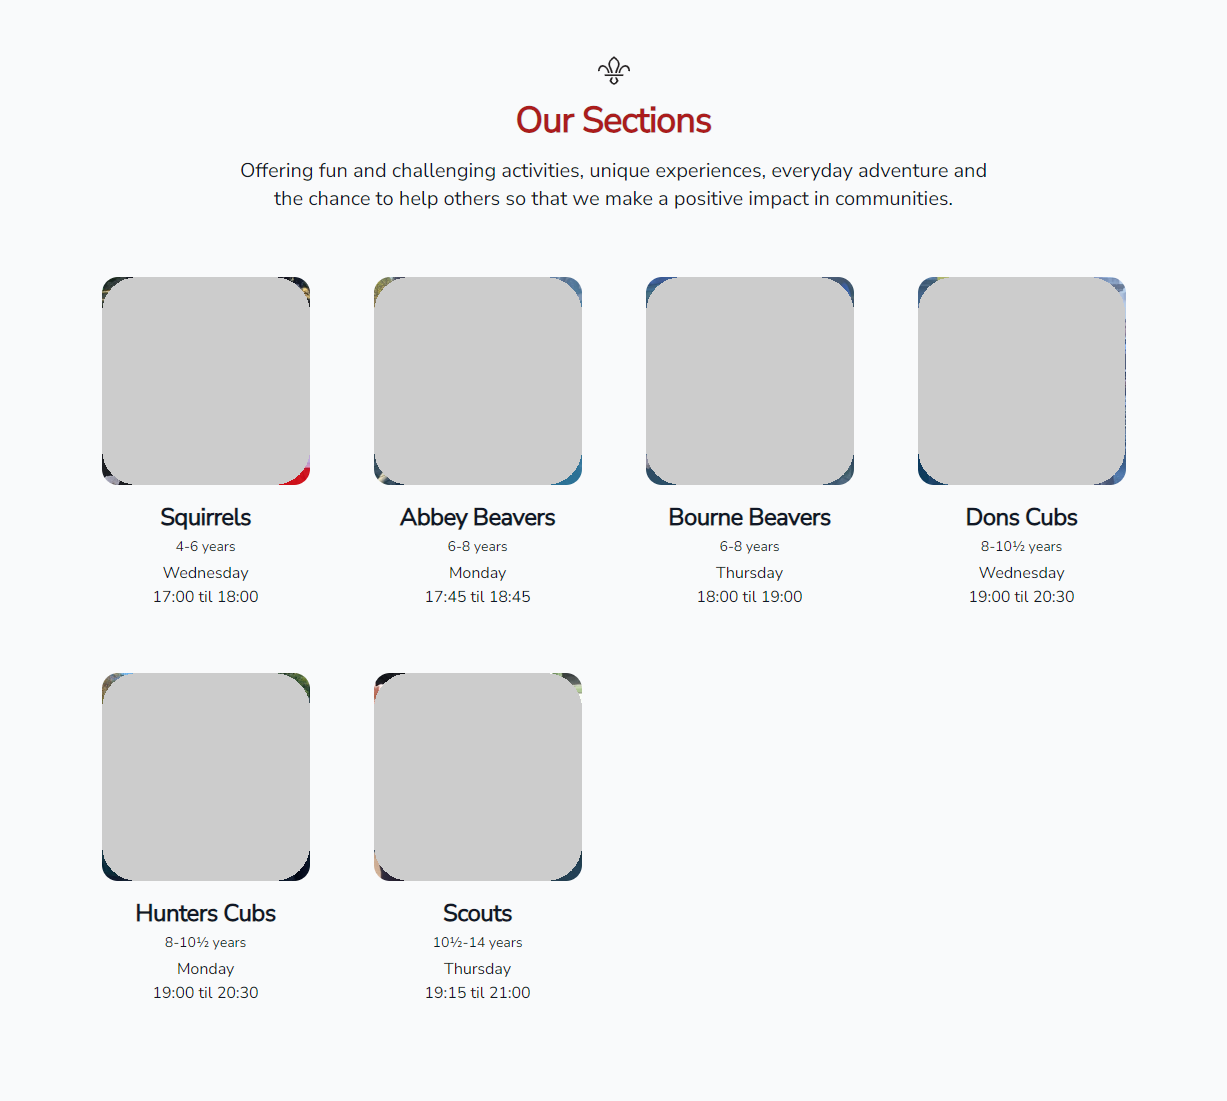 Our Sections
Offering fun and challenging activities, unique experiences, everyday adventure and
the chance to help others so that we make a positive impact in communities.
Squirrels
4-6 years
Wednesday
17:00 til 18:00
Abbey Beavers
6-8 years
Monday
17:45 til 18:45
Bourne Beavers
6-8 years
Thursday
18:00 til 19:00
Dons Cubs
8-10½ years
Wednesday
19:00 til 20:30
Hunters Cubs
8-10½ years
Monday
19:00 til 20:30
Scouts
10½-14 years
Thursday
19:15 til 21:00